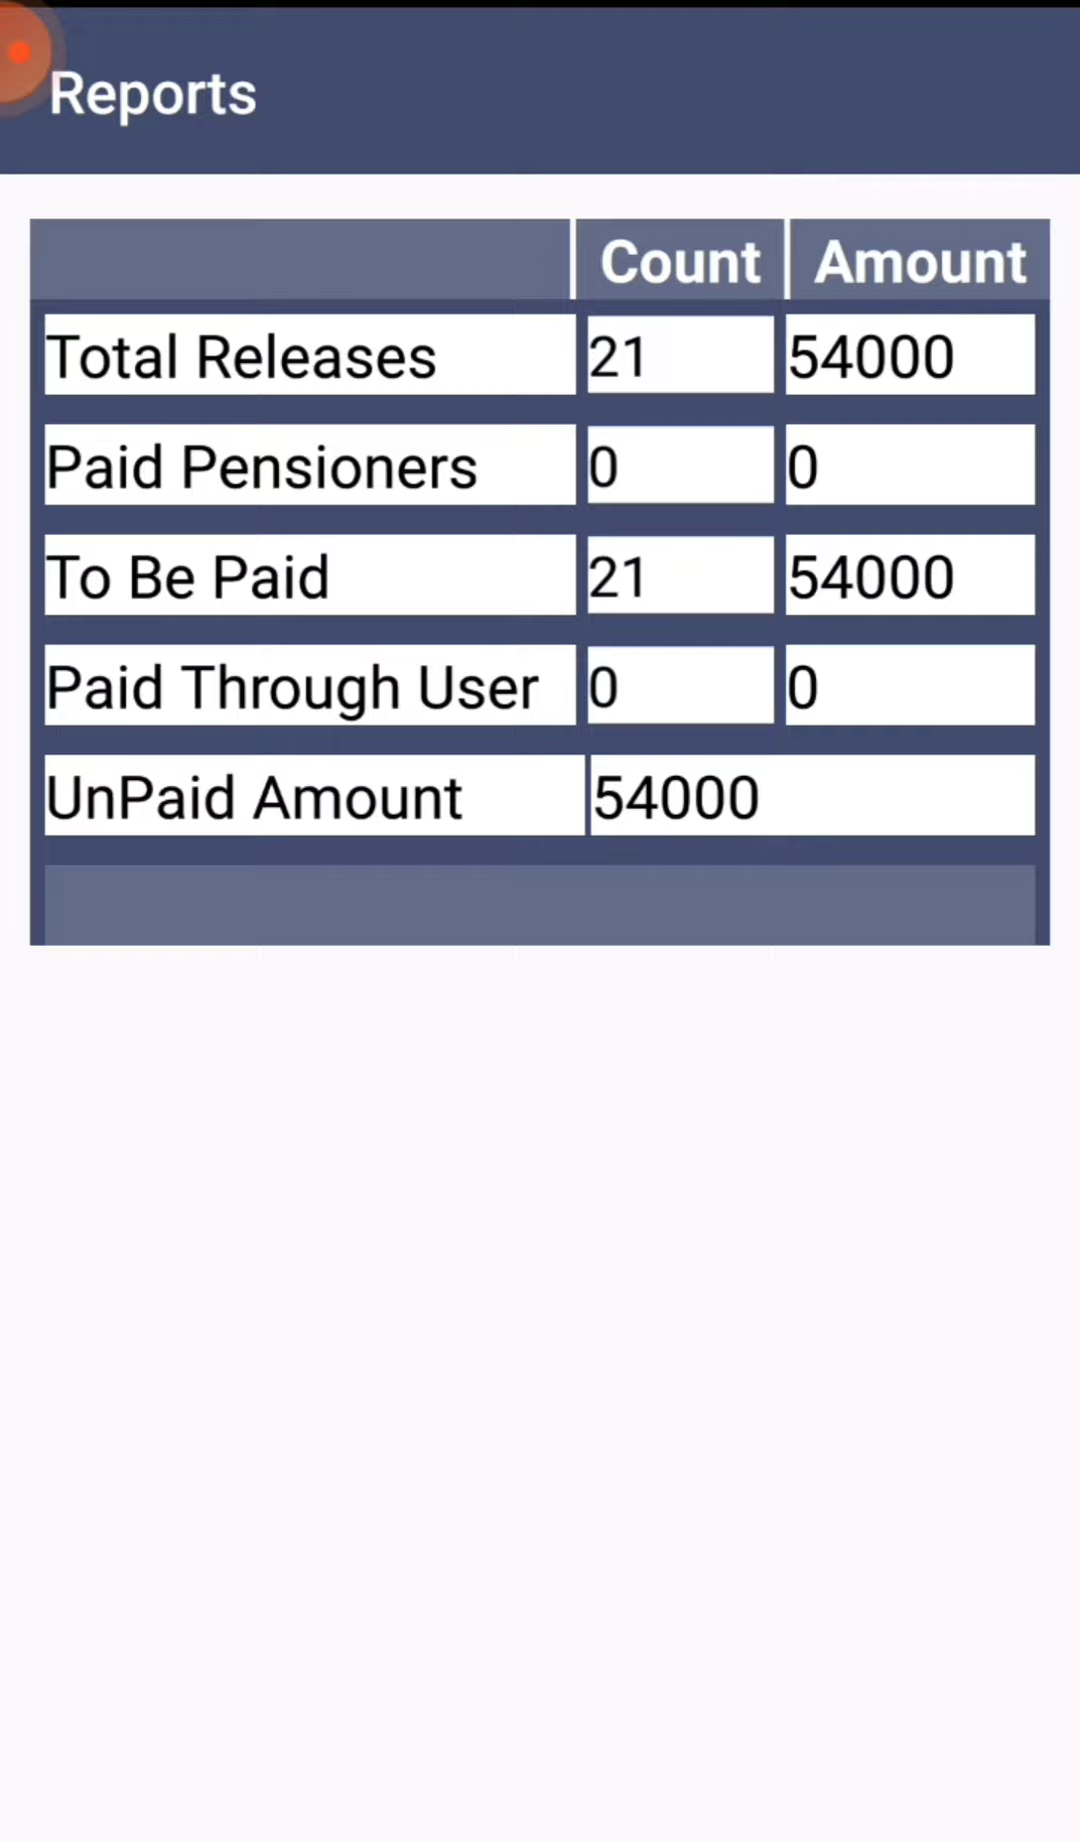 Reports
Count Amount
Total Releases 21 54000
Paid Pensioners 0 0
To Be Paid 21 54000
Paid Through User 0 0
UnPaid Amount 54000